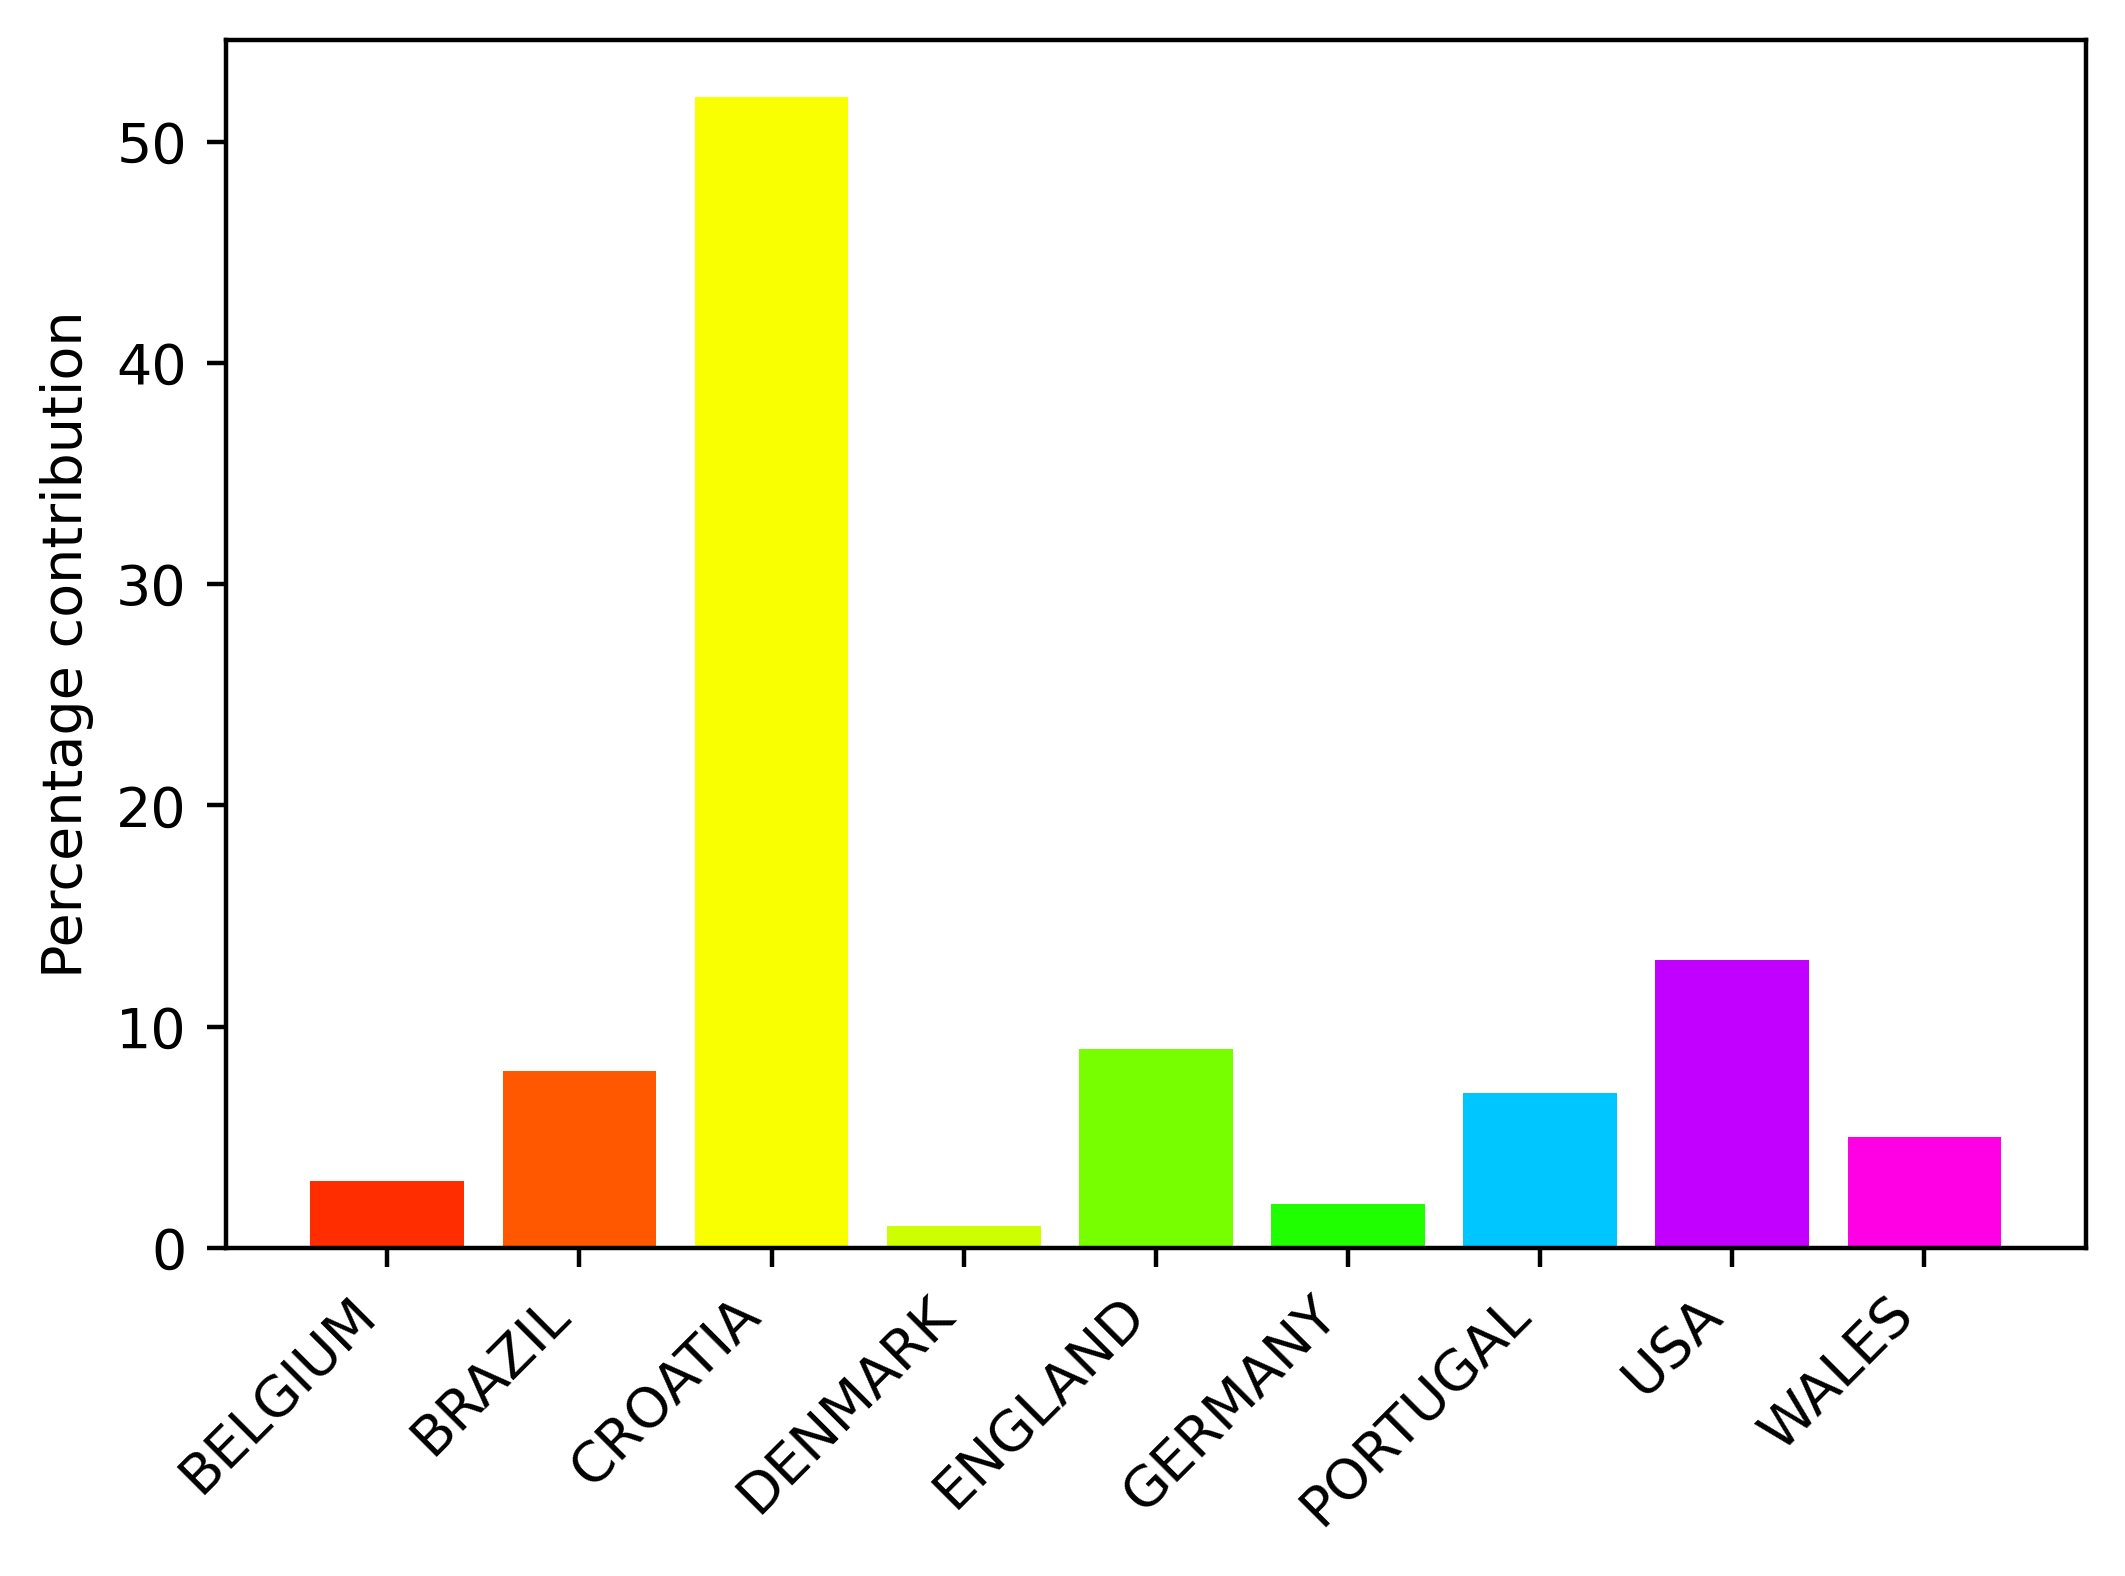 Percentage contribution
50
40
30
20
10
0
BELGIUM
BRAZIL
CROATIA
DENMARK
ENGLAND
GERMANY
PORTUGAL
USA
WALES